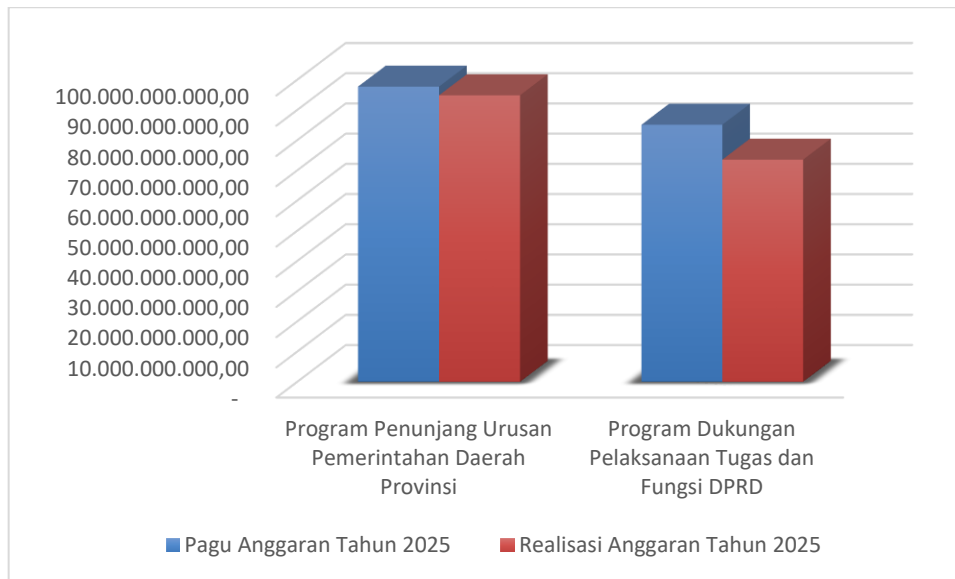 100.000.000.000,00
90.000.000.000,00
80.000.000.000,00
70.000.000.000,00
60.000.000.000,00
50.000.000.000,00
40.000.000.000,00
30.000.000.000,00
20.000.000.000,00
10.000.000.000,00
-
Program Penunjang Urusan
Pemerintahan Daerah
Provinsi
Program Dukungan
Pelaksanaan Tugas dan
Fungsi DPRD
Pagu Anggaran Tahun 2025
Realisasi Anggaran Tahun 2025